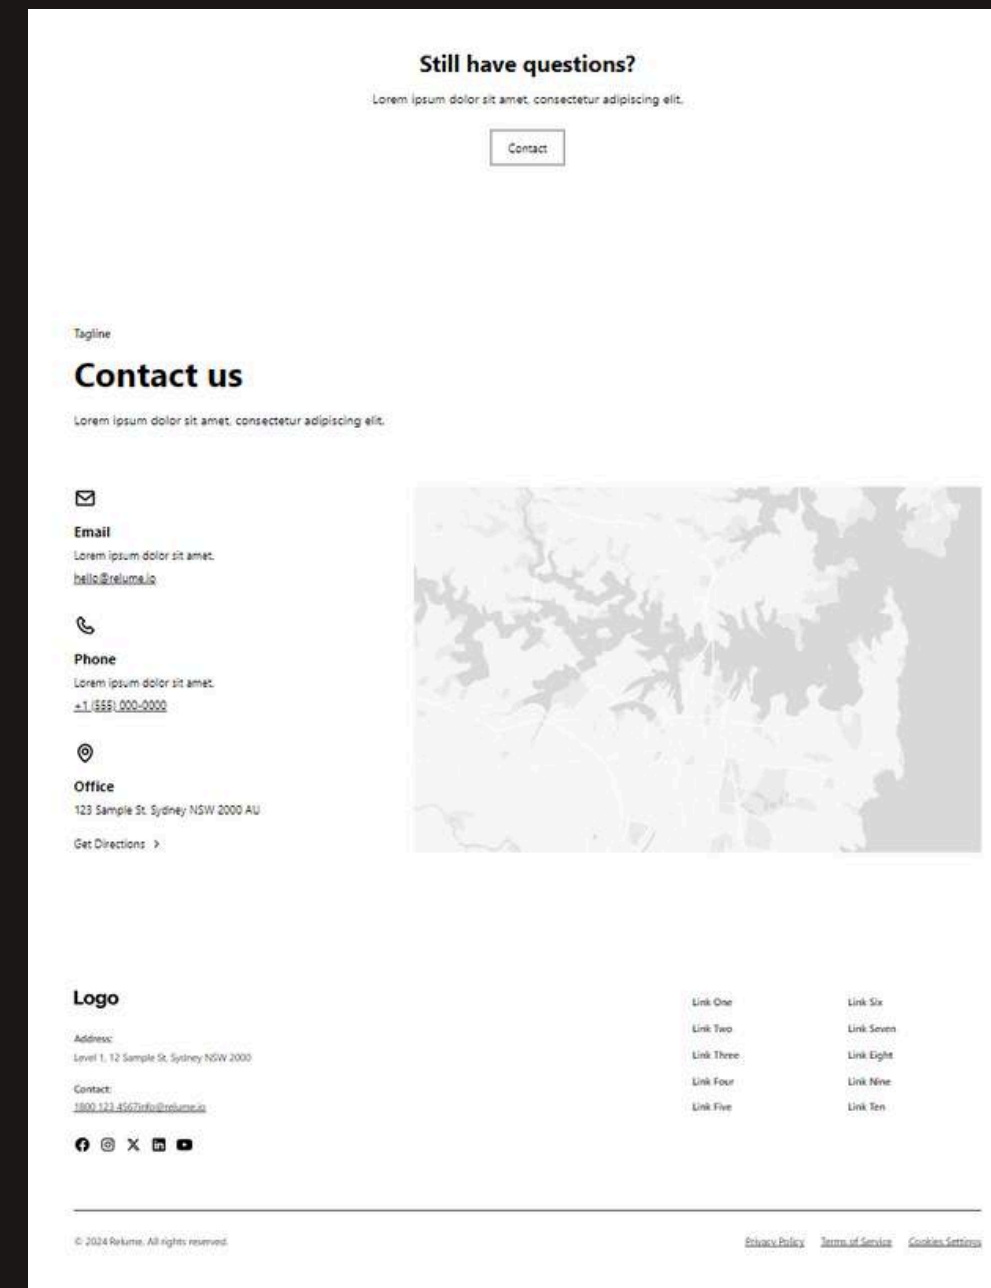 Still have questions?
Lorem ipsum dolor sit amet, consectetur adipiscing elit.
Contact
Tagline
Contact us
Lorem ipsum dolor sit amet, consectetur adipiscing elit.
Email
Lorem ipsum dolor sit amet.
hello@relume.io
Phone
Lorem ipsum dolor sit amet.
+1 (555) 000-0000
Office
123 Sample St, Sydney NSW 2000 AU
Get Directions >
Logo
Address:
Level 1, 12 Sample St, Sydney NSW 2000
Contact:
1800 123 4567info@relume.io
Link One
Link Two
Link Three
Link Four
Link Five
Link Six
Link Seven
Link Eight
Link Nine
Link Ten
© 2024 Relume. All rights reserved.
Privacy Policy Terms of Service Cookies Settings